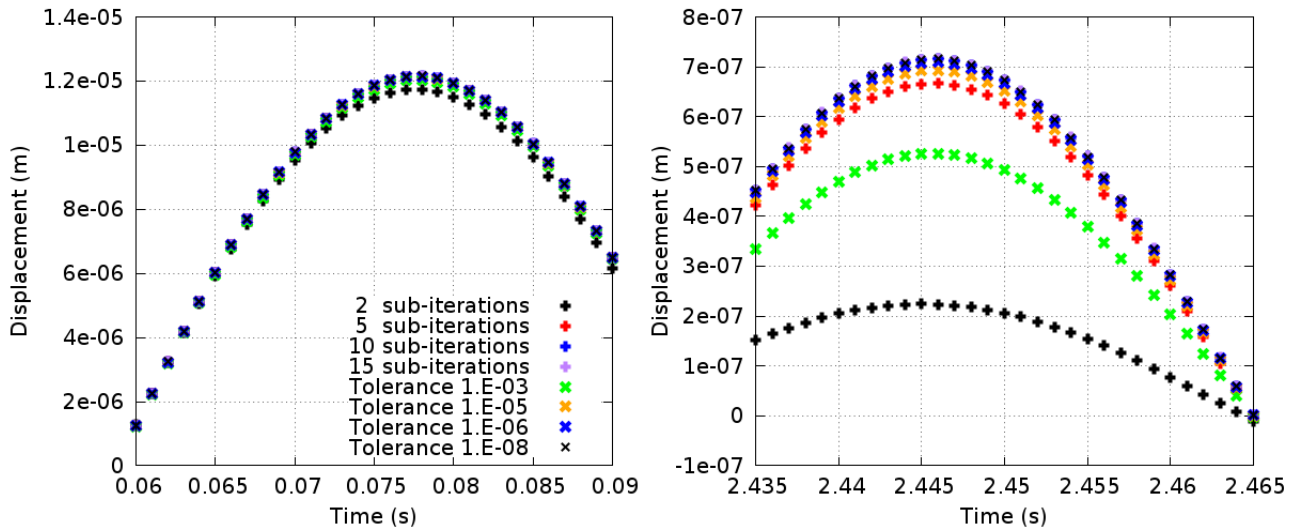 1.4e-05
1.2e-05
1e-05
8e-06
6e-06
4e-06
2e-06
0
Displacement (m)
0.06 0.065 0.07 0.075 0.08 0.085 0.09
Time (s)
2 sub-iterations
5 sub-iterations
10 sub-iterations
15 sub-iterations
Tolerance 1.E-03
Tolerance 1.E-05
Tolerance 1.E-06
Tolerance 1.E-08
8e-07
7e-07
6e-07
5e-07
4e-07
3e-07
2e-07
1e-07
0
-1e-07
Displacement (m)
2.435 2.44 2.445 2.45 2.455 2.46 2.465
Time (s)